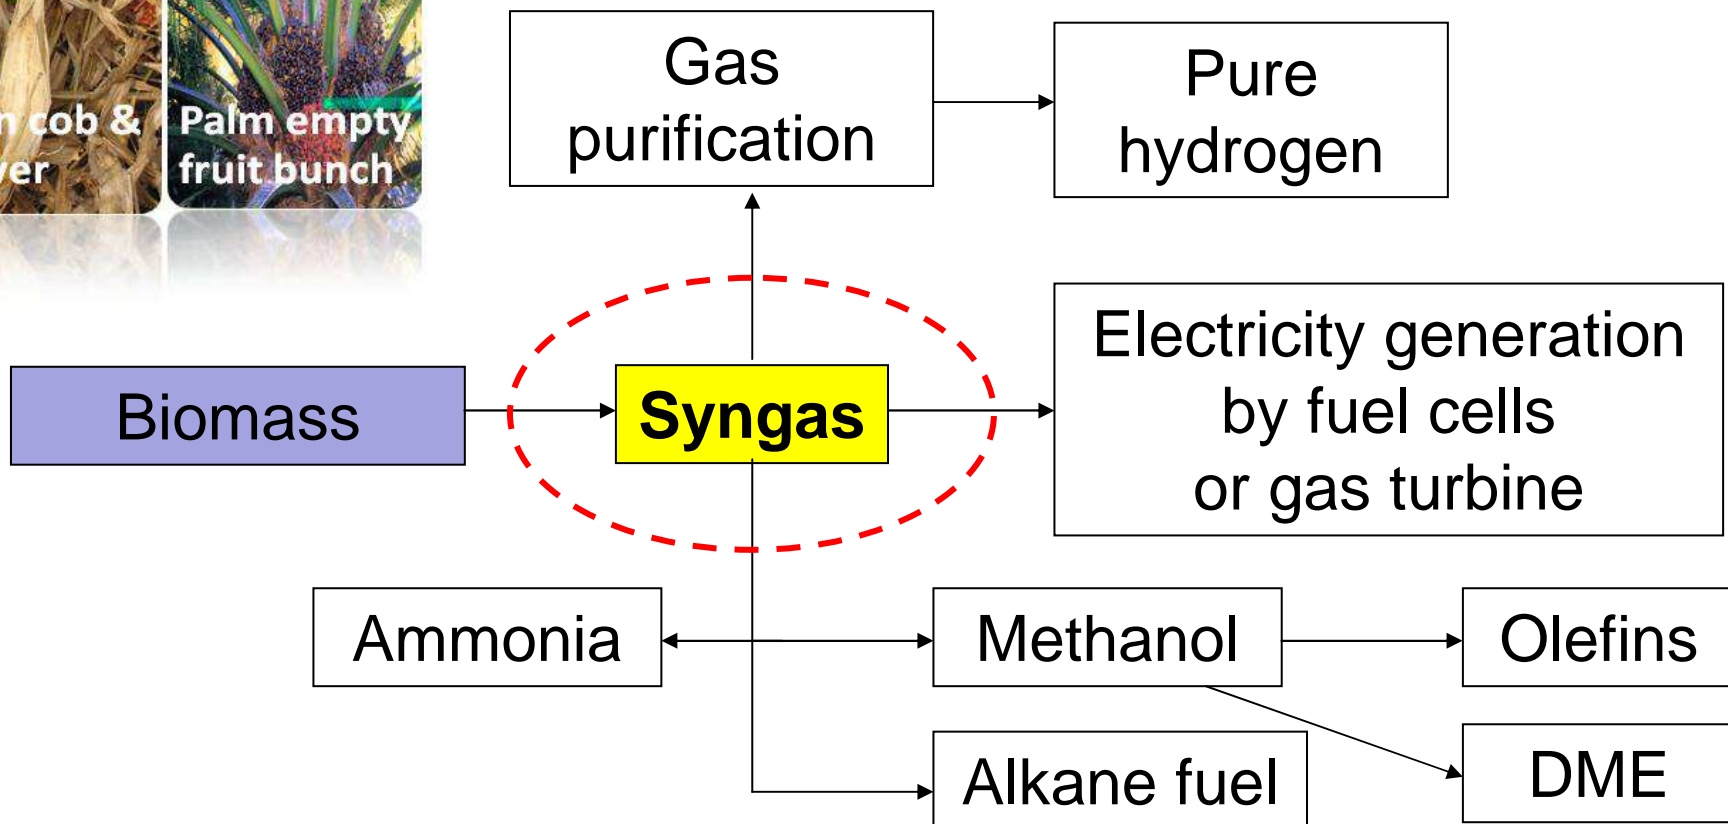 cob &
Palm empty
fruit bunch
Gas
purification
Pure
hydrogen
Biomass
Syngas
Electricity generation
by fuel cells
or gas turbine
Ammonia
Methanol
Olefins
Alkane fuel
DME